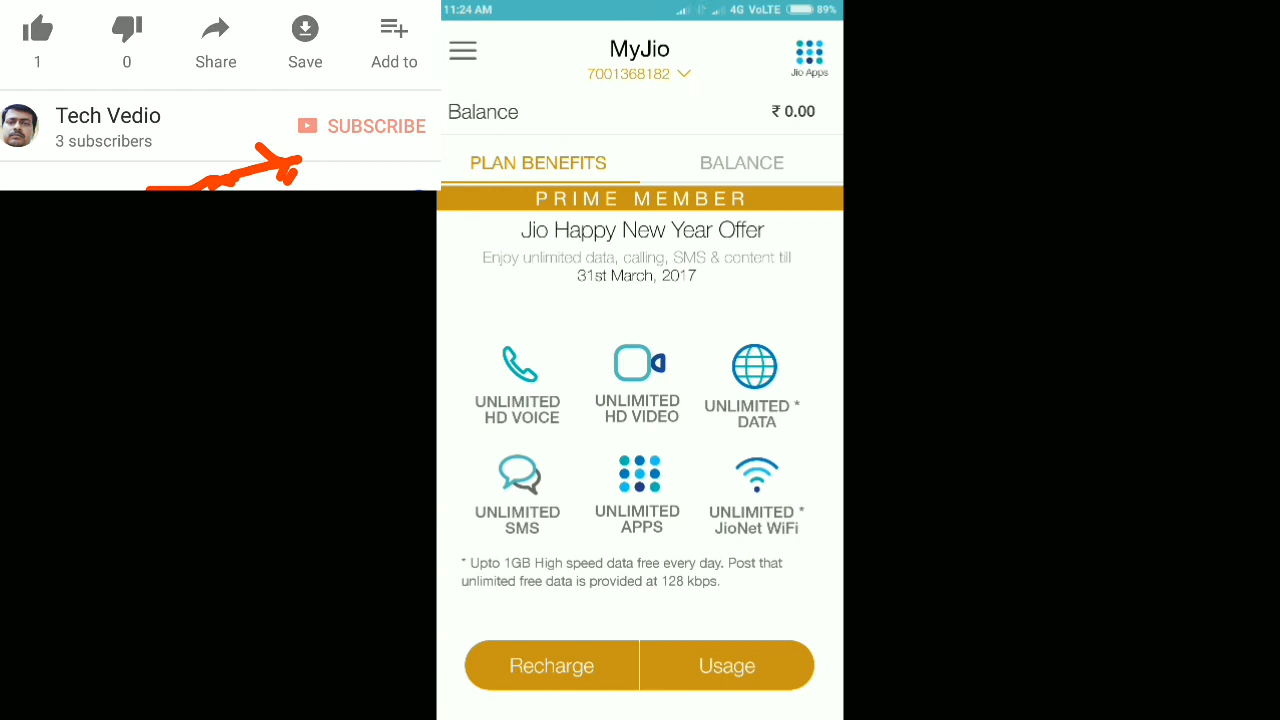 1 0 Share Save Add to
Tech Vedio
3 subscribers
SUBSCRIBE
11:24 AM 4G VoLTE 89%
MyJio
7001368182
Jio Apps
Balance ₹ 0.00
PLAN BENEFITS BALANCE
PRIME MEMBER
Jio Happy New Year Offer
Enjoy unlimited data, calling, SMS & content till
31st March, 2017
UNLIMITED
HD VOICE
UNLIMITED
HD VIDEO
UNLIMITED *
DATA
UNLIMITED
SMS
UNLIMITED
APPS
UNLIMITED *
JioNet WiFi
* Upto 1GB High speed data free every day. Post that
unlimited free data is provided at 128 kbps.
Recharge Usage